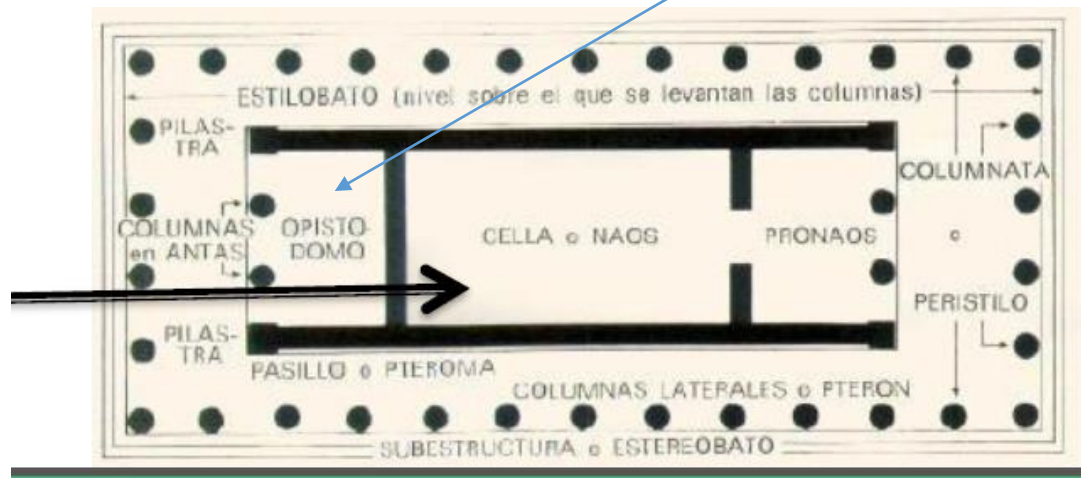 ESTILOBATO (nivel sobre el que se levantan las columnas)
PILAS-
TRA
COLUMNATA
COLUMNAS
en ANTAS
OPISTO-
DOMO
CELLA o NAOS
PRONAOS
o
PERISTILO
PILAS-
TRA
PASILLO o PTEROMA
COLUMNAS LATERALES o PTERON
SUBESTRUCTURA o ESTEREOBATO